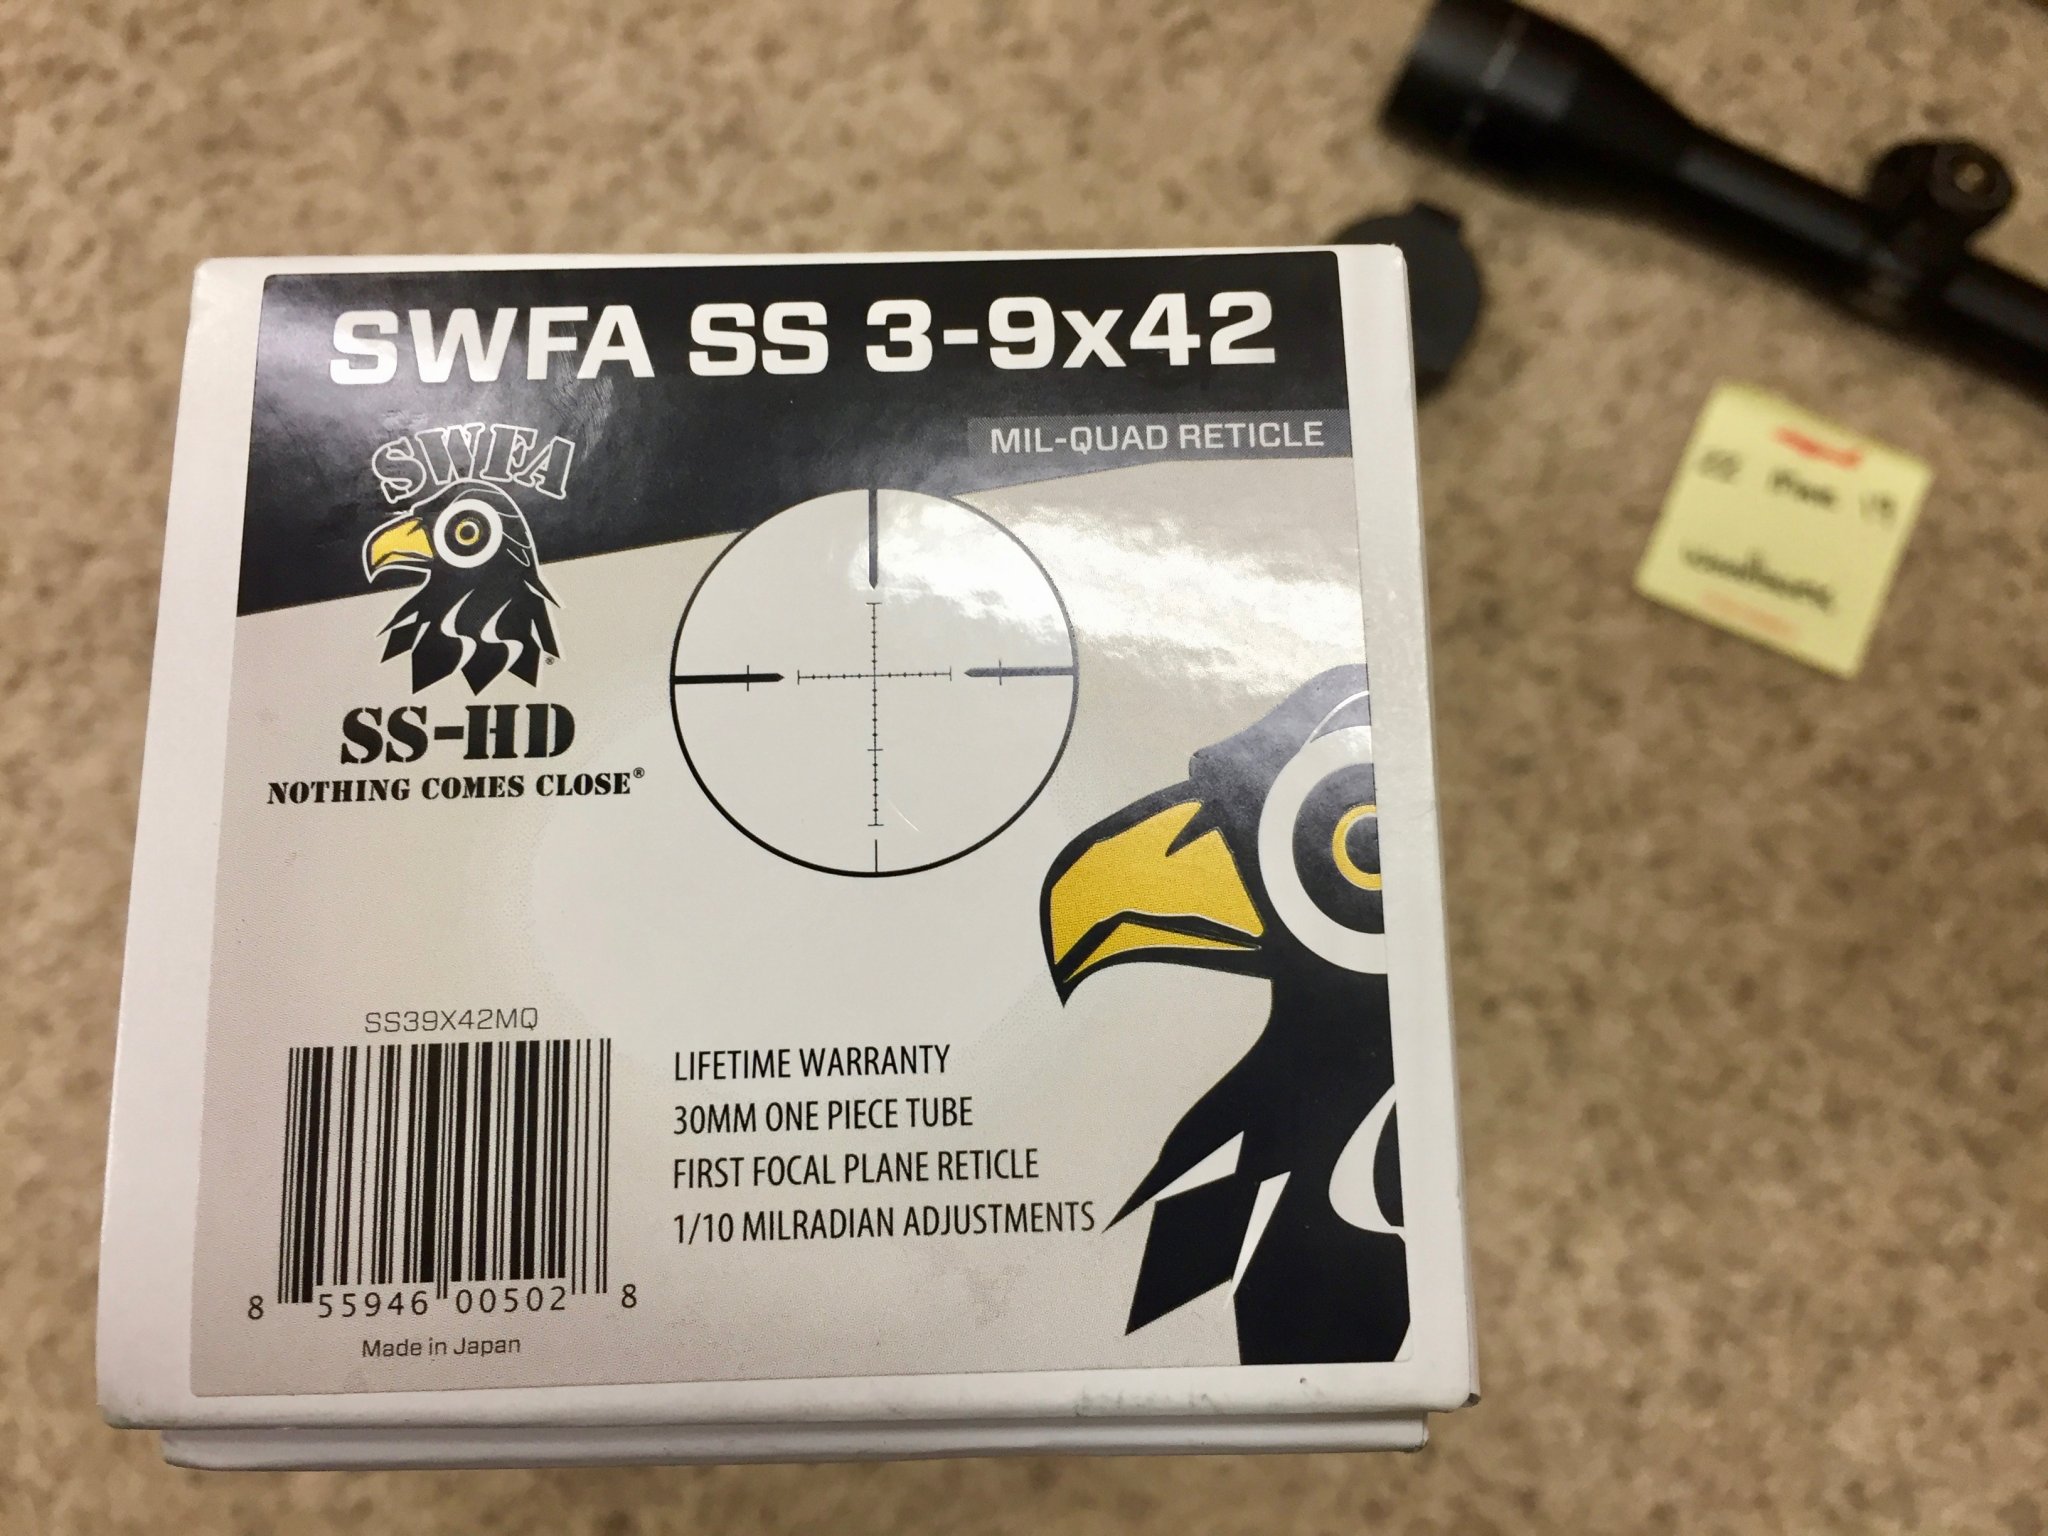 SWFA SS 3-9x42
MIL-QUAD RETICLE
SWFA
SS
®
SS-HD
NOTHING COMES CLOSE®
SS39X42MQ
8 55946 00502 8
Made in Japan
LIFETIME WARRANTY
30MM ONE PIECE TUBE
FIRST FOCAL PLANE RETICLE
1/10 MILRADIAN ADJUSTMENTS